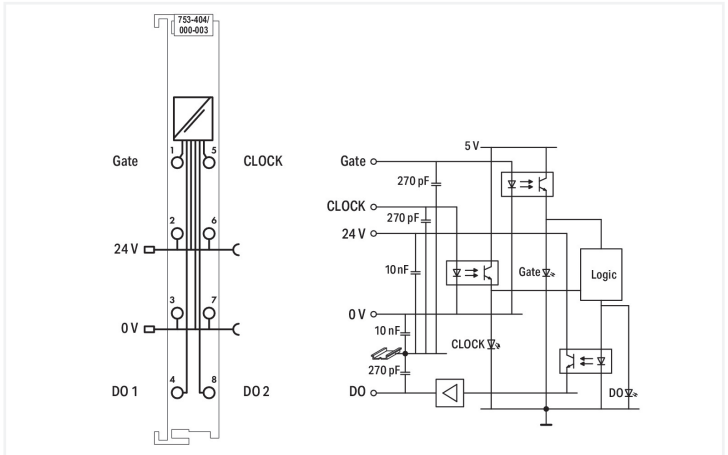 753-404/
000-003
1
5
Gate
CLOCK
2
6
24 V
3
7
0 V
4
8
DO 1
DO 2
5 V
Gate
270 pF
CLOCK
270 pF
24 V
10 nF
Gate
Logic
0 V
10 nF
CLOCK
270 pF
DO
DO